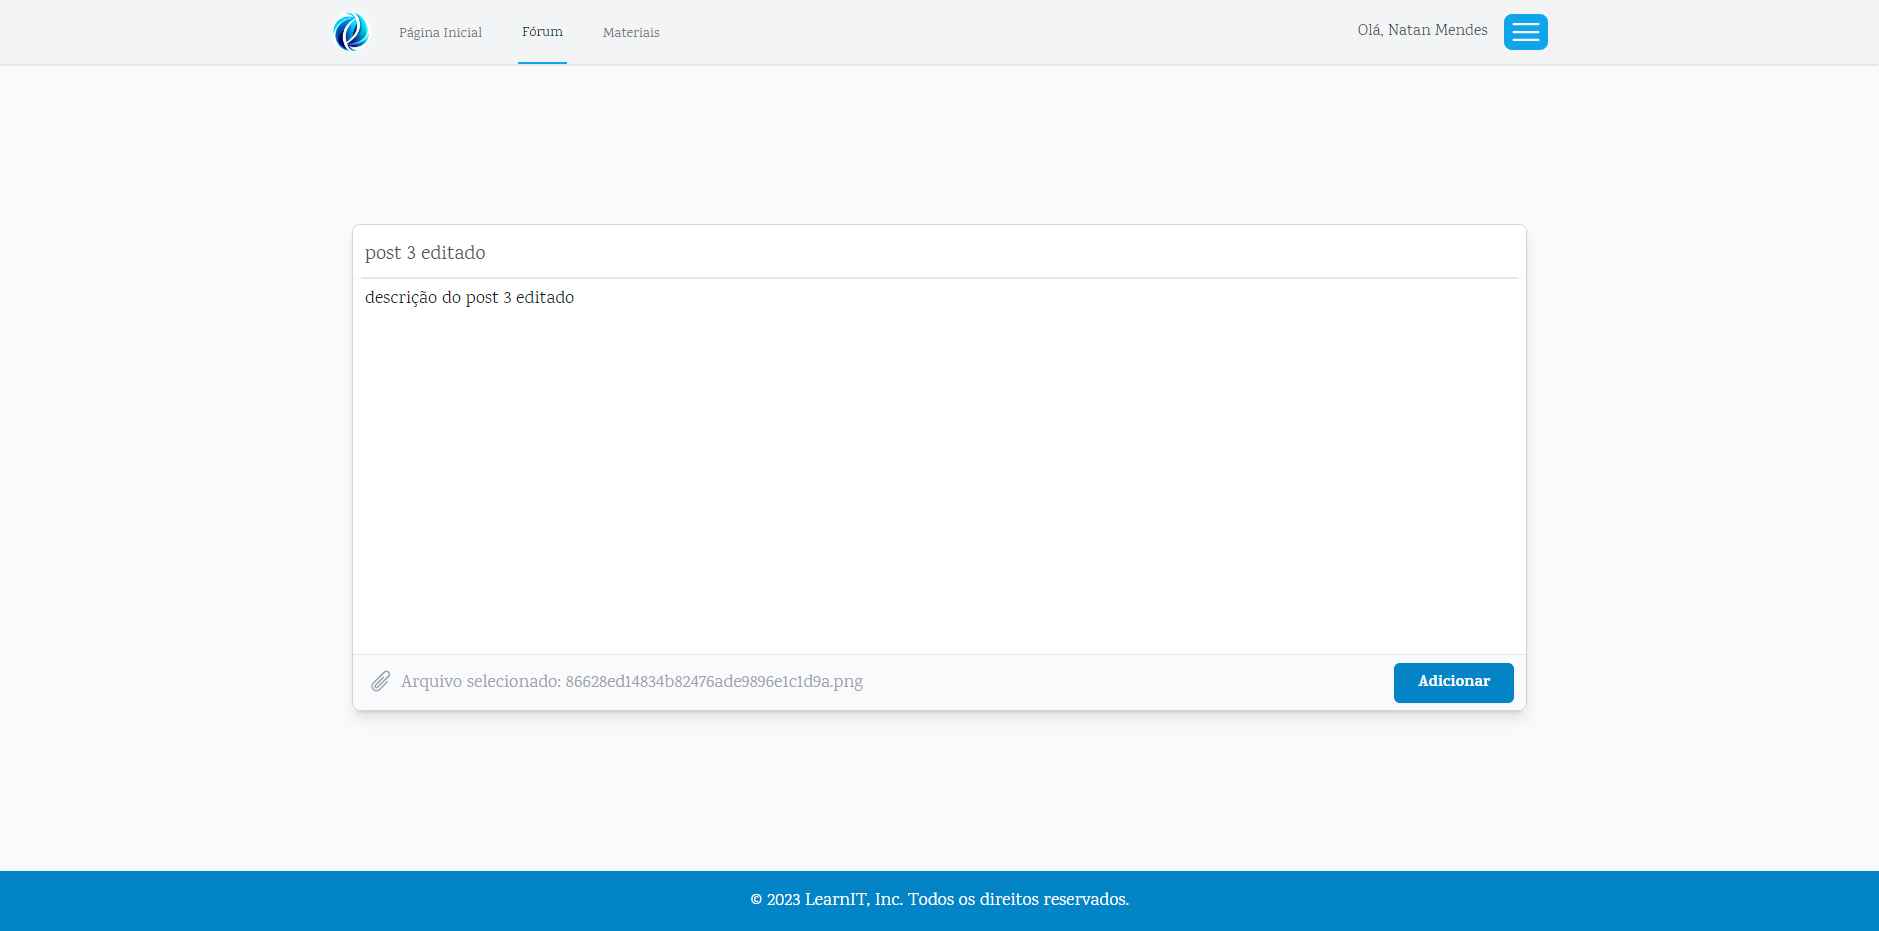 Página Inicial
Fórum
Materiais
Olá, Natan Mendes
post 3 editado
descrição do post 3 editado
Arquivo selecionado: 86628ed14834b82476ade9896e1c1d9a.png
Adicionar
© 2023 LearnIT, Inc. Todos os direitos reservados.